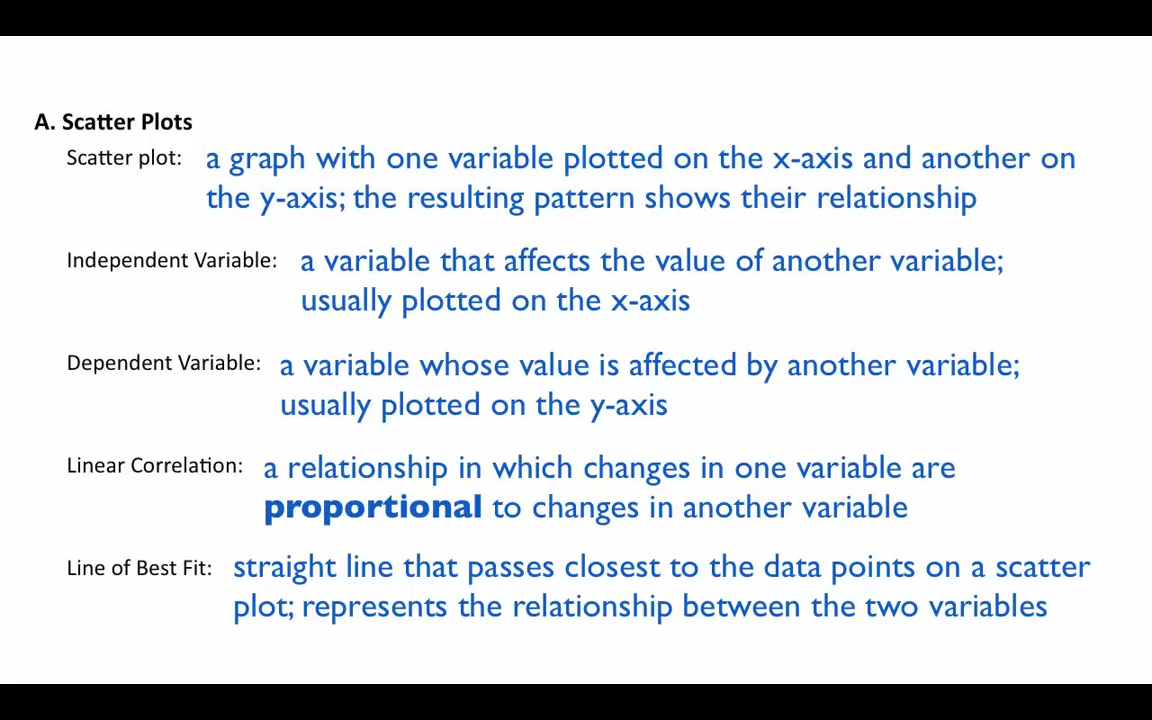 A. Scatter Plots
Scatter plot: a graph with one variable plotted on the x-axis and another on
the y-axis; the resulting pattern shows their relationship
Independent Variable: a variable that affects the value of another variable;
usually plotted on the x-axis
Dependent Variable: a variable whose value is affected by another variable;
usually plotted on the y-axis
Linear Correlation: a relationship in which changes in one variable are
proportional to changes in another variable
Line of Best Fit: straight line that passes closest to the data points on a scatter
plot; represents the relationship between the two variables